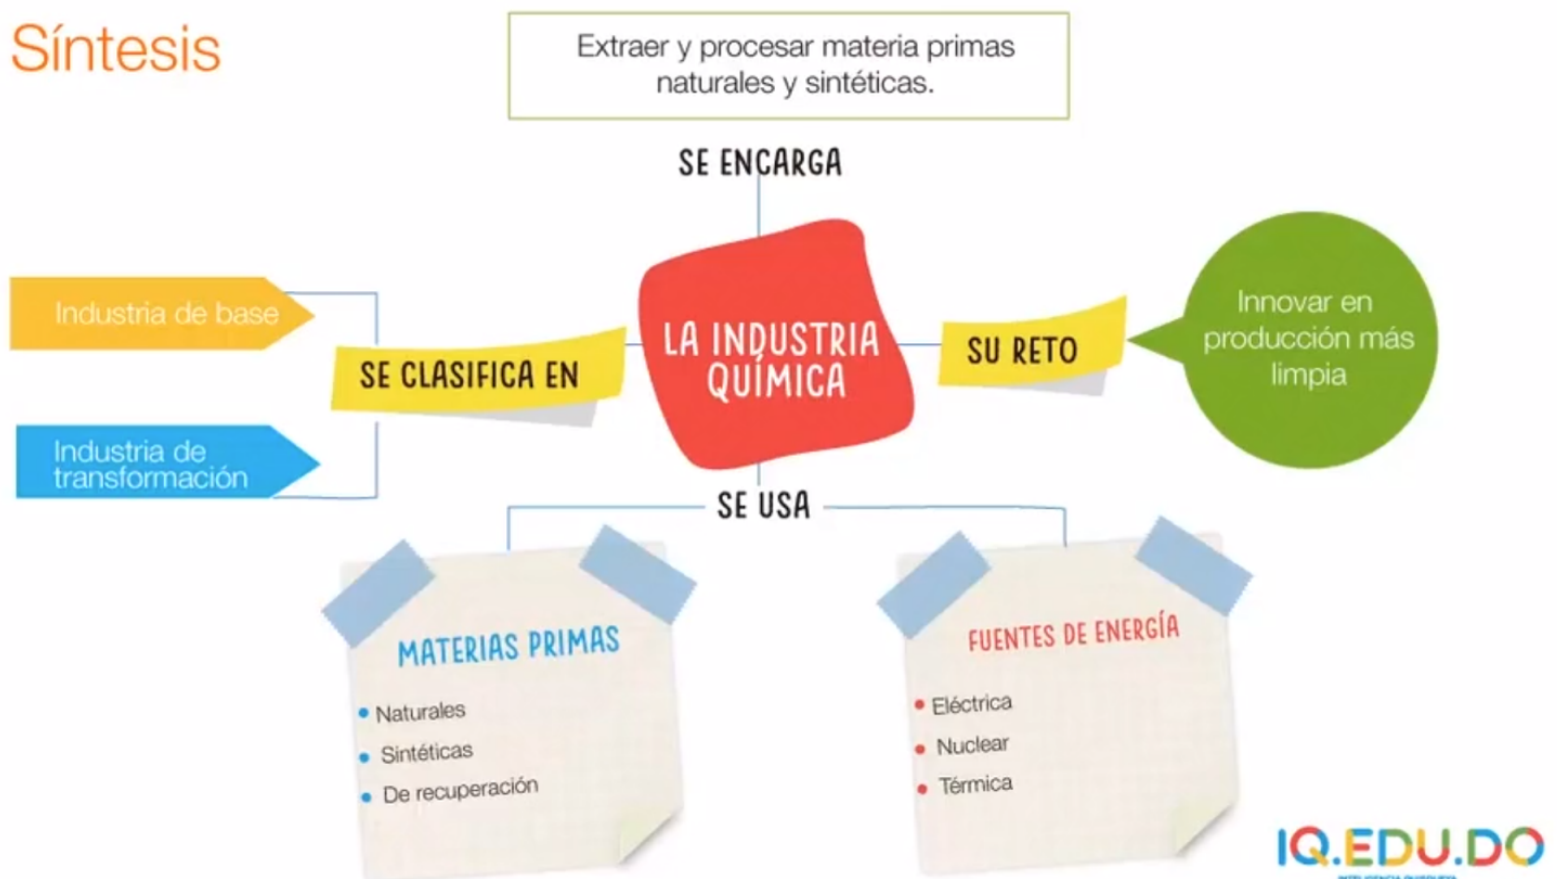 Síntesis
Extraer y procesar materia primas
naturales y sintéticas.
SE ENCARGA
Industria de base
Industria de
transformación
SE CLASIFICA EN
LA INDUSTRIA
QUÍMICA
SU RETO
Innovar en
producción más
limpia
SE USA
MATERIAS PRIMAS
Naturales
Sintéticas
De recuperación
FUENTES DE ENERGÍA
Eléctrica
Nuclear
Térmica
IQ.EDU.DO